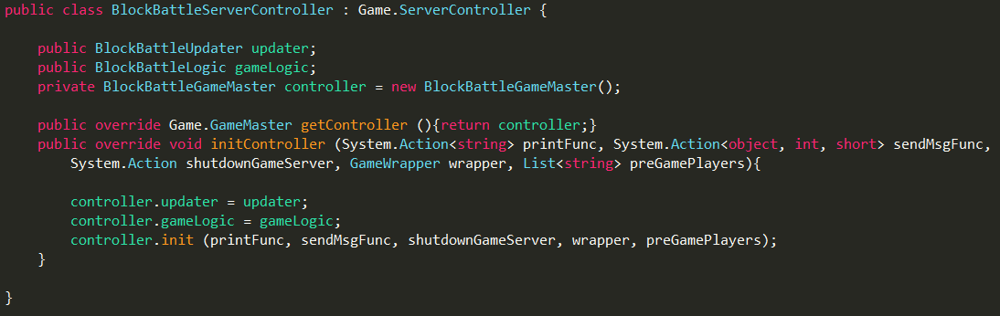 public class BlockBattleServerController : Game.ServerController {
public BlockBattleUpdater updater;
public BlockBattleLogic gameLogic;
private BlockBattleGameMaster controller = new BlockBattleGameMaster();
public override Game.GameMaster getController (){return controller;}
public override void initController (System.Action<string> printFunc, System.Action<object, int, short> sendMsgFunc,
System.Action shutdownGameServer, GameWrapper wrapper, List<string> preGamePlayers){
controller.updater = updater;
controller.gameLogic = gameLogic;
controller.init (printFunc, sendMsgFunc, shutdownGameServer, wrapper, preGamePlayers);
}
}